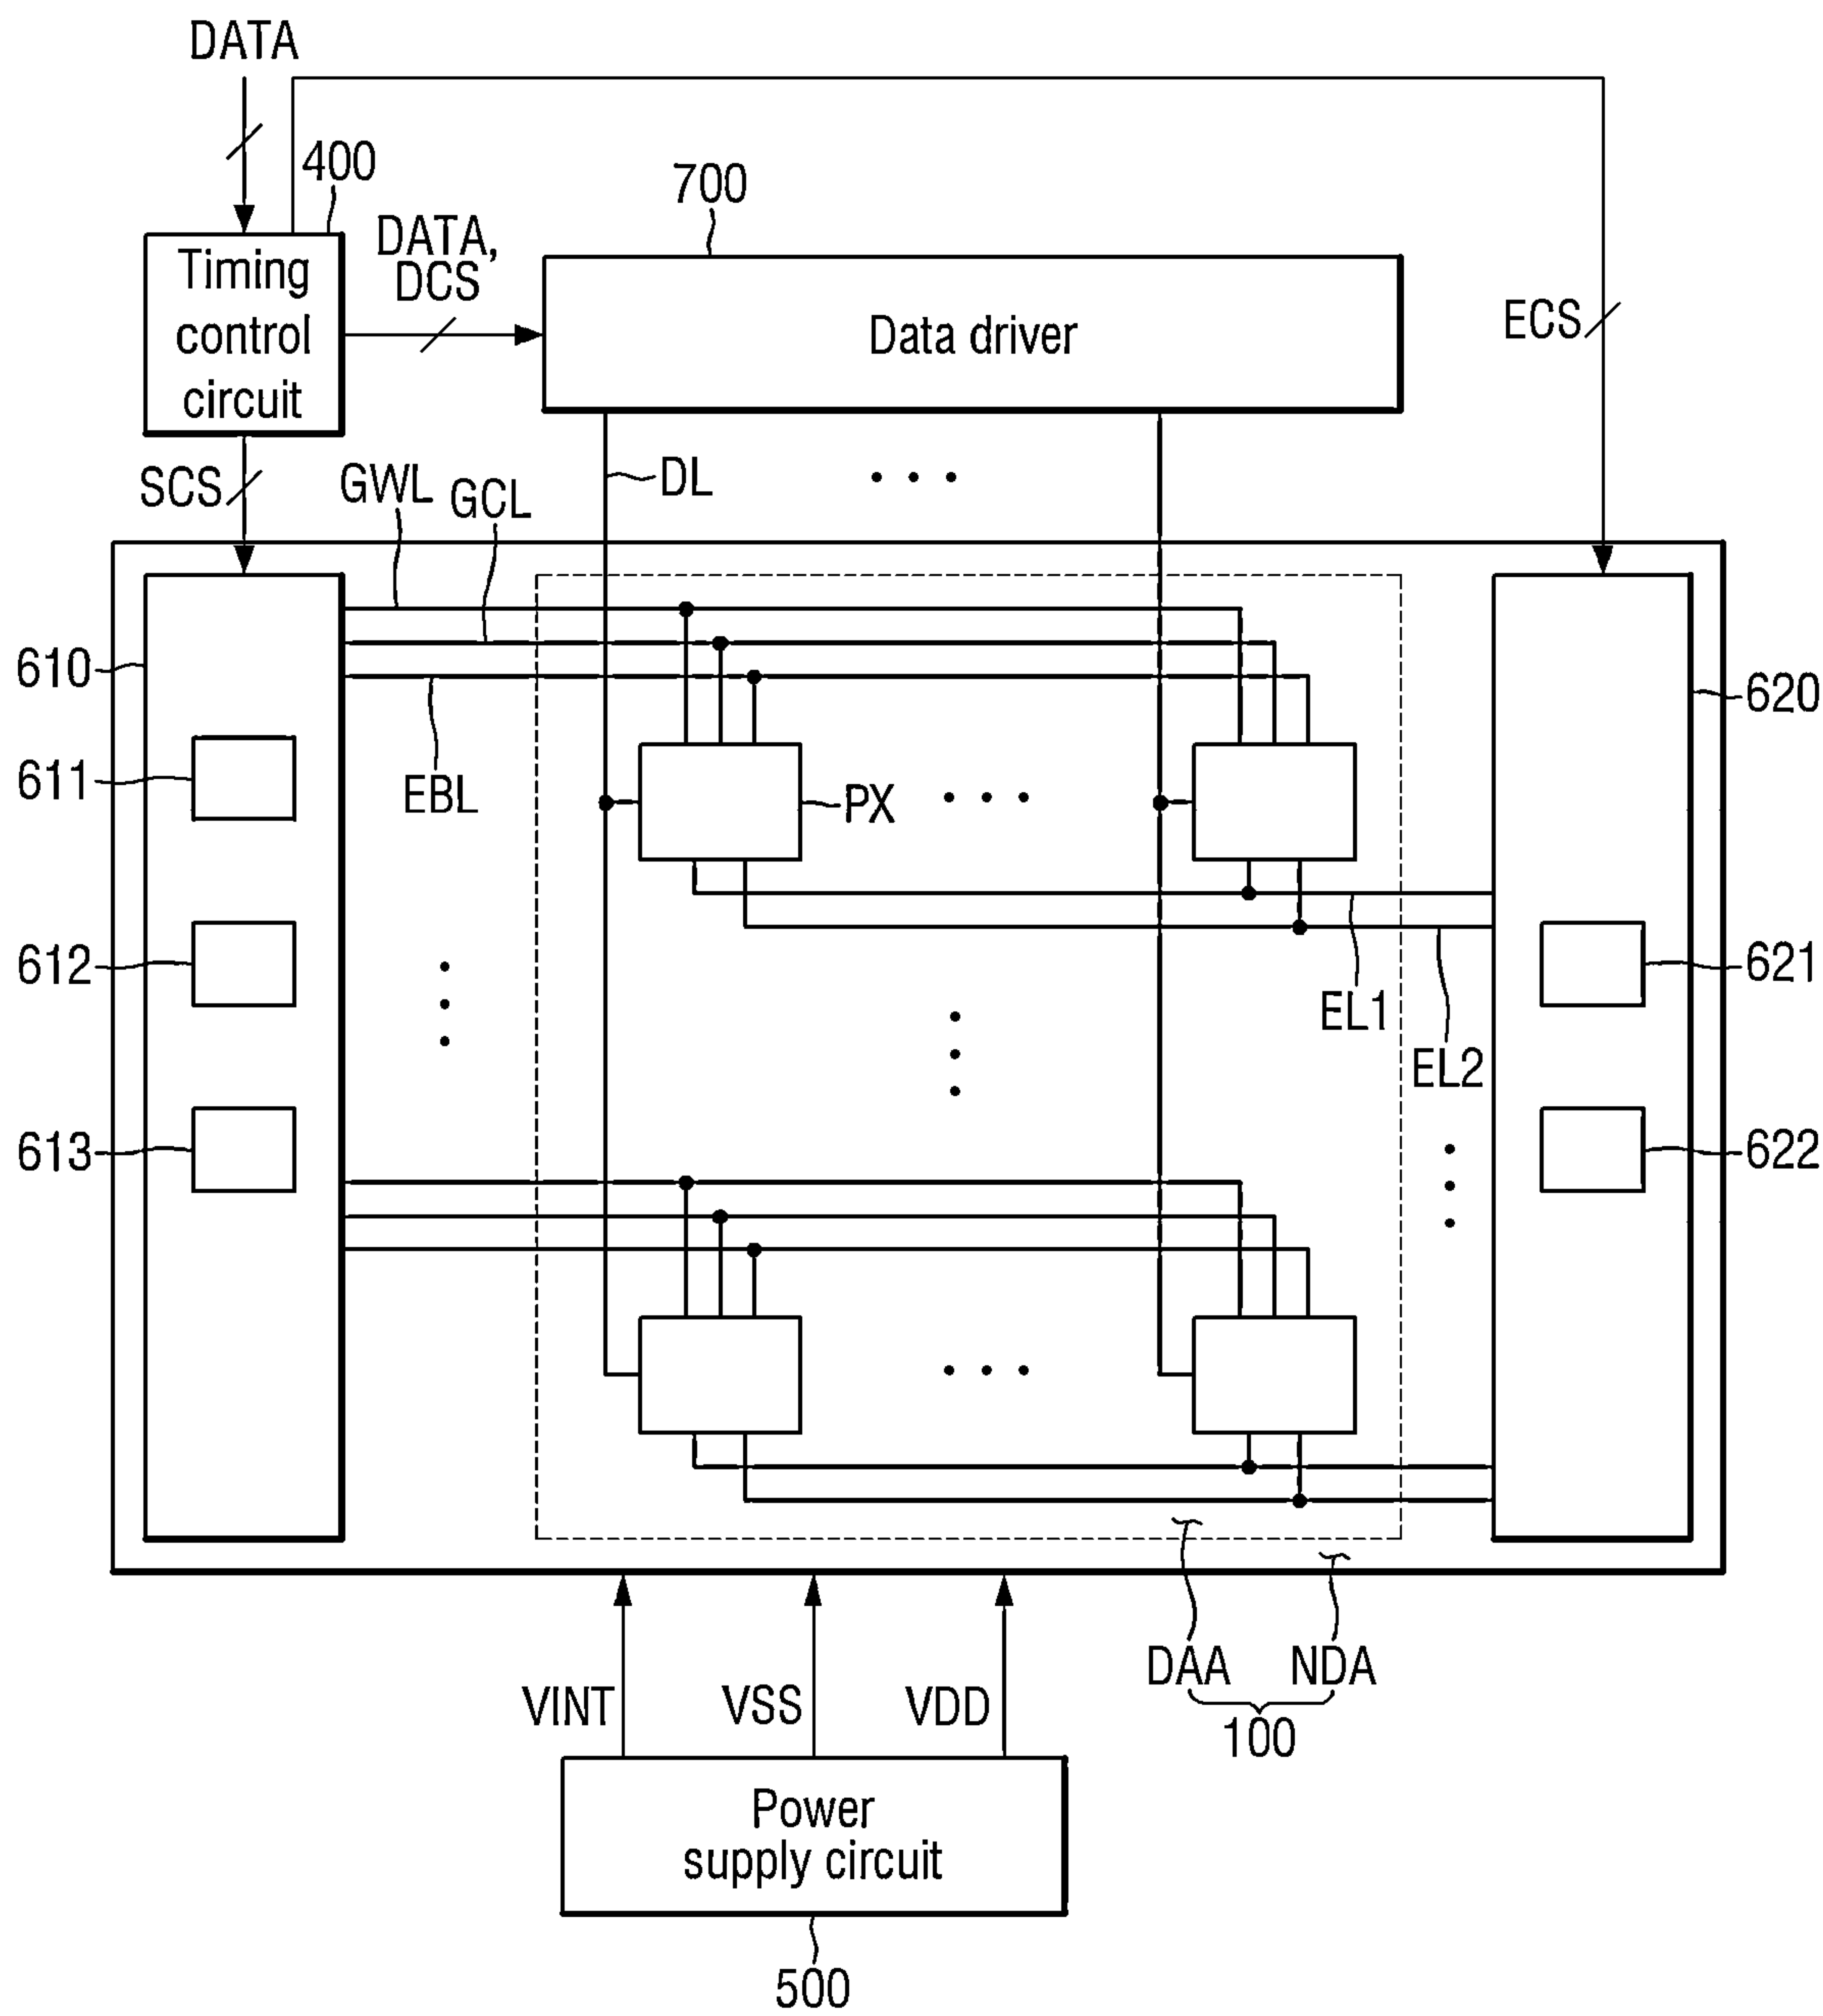 DATA
400
700
DATA,
DCS
Timing
control
circuit
Data driver
ECS
SCS
GWL
GCL
DL
610
620
611
EBL
PX
612
621
EL1
EL2
613
622
DAA
NDA
VINT
VSS
VDD
100
Power
supply circuit
500